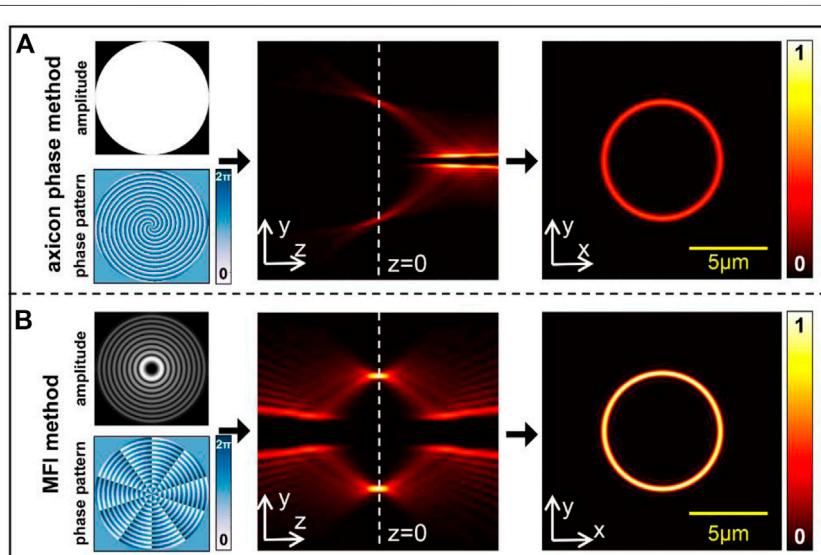 A
axicon phase method
amplitude
phase pattern
2π
0
y
z
z=0
y
x
5μm
1
0
B
MFI method
amplitude
phase pattern
2π
0
y
z
z=0
y
x
5μm
1
0